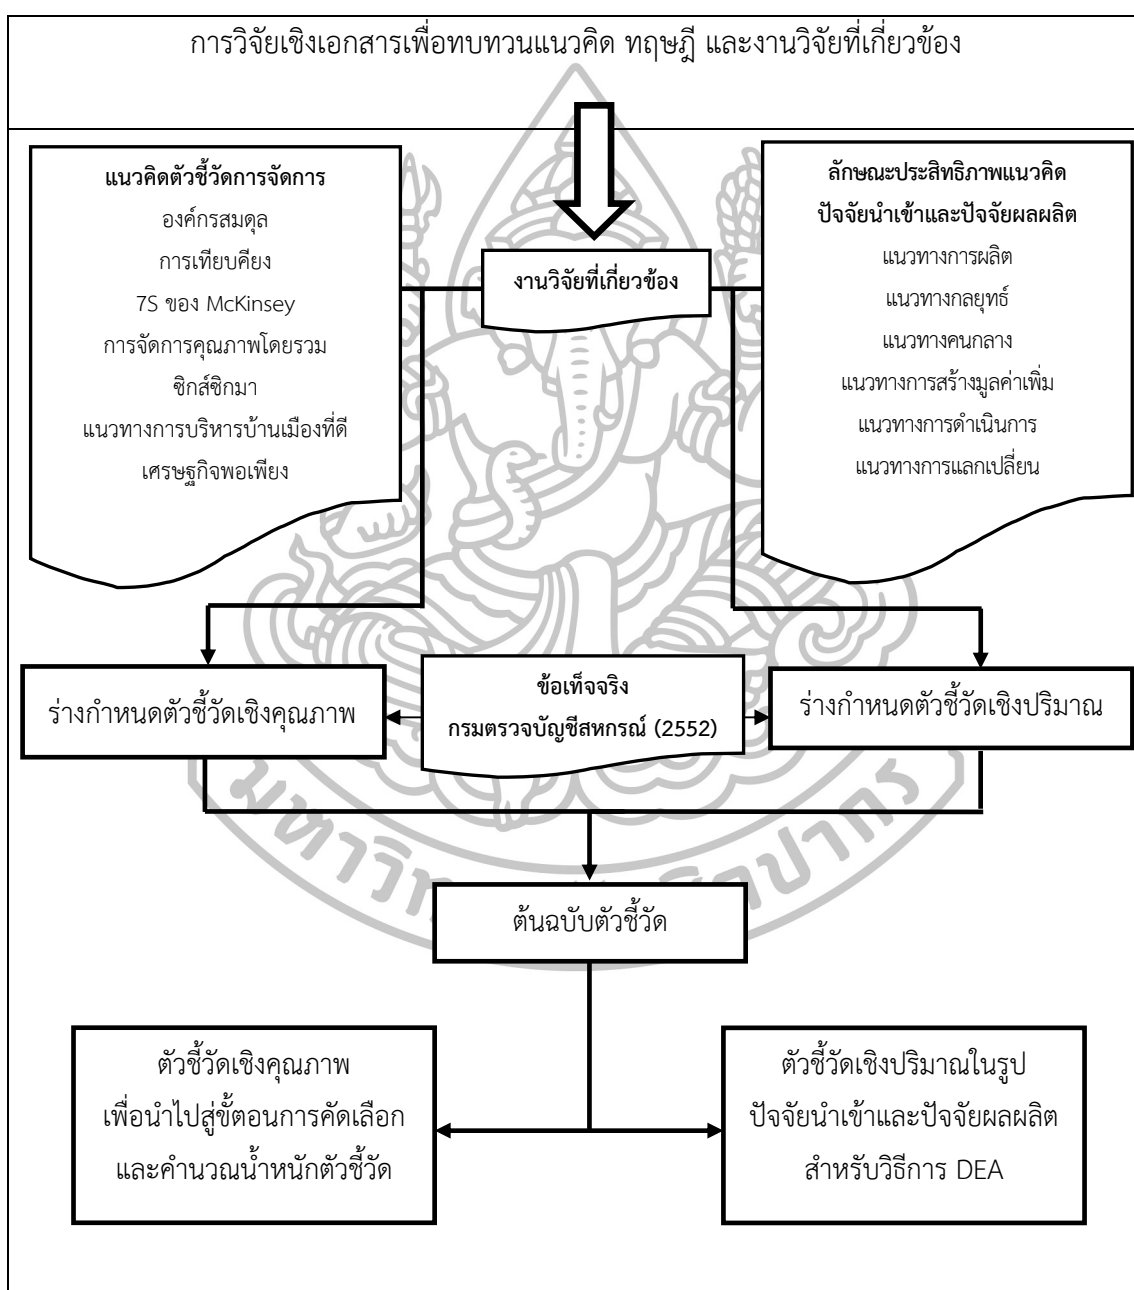 การวิจัยเชิงเอกสารเพื่อทบทวนแนวคิด ทฤษฎี และงานวิจัยที่เกี่ยวข้อง
แนวคิดตัวชี้วัดการจัดการ
องค์กรสมดุล
การเทียบคียง
7S ของ McKinsey
การจัดการคุณภาพโดยรวม
ซิกส์ซิกมา
แนวทางการบริหารบ้านเมืองที่ดี
เศรษฐกิจพอเพียง
งานวิจัยที่เกี่ยวข้อง
ลักษณะประสิทธิภาพแนวคิด
ปัจจัยนำเข้าและปัจจัยผลผลิต
แนวทางการผลิต
แนวทางกลยุทธ์
แนวทางคนกลาง
แนวทางการสร้างมูลค่าเพิ่ม
แนวทางการดำเนินการ
แนวทางการแลกเปลี่ยน
ร่างกำหนดตัวชี้วัดเชิงคุณภาพ
ข้อเท็จจริง
กรมตรวจบัญชีสหกรณ์ (2552)
ร่างกำหนดตัวชี้วัดเชิงปริมาณ
ต้นฉบับตัวชี้วัด
ตัวชี้วัดเชิงคุณภาพ
เพื่อนำไปสู่ขั้ตอนการคัดเลือก
และคำนวณน้ำหนักตัวชี้วัด
ตัวชี้วัดเชิงปริมาณในรูป
ปัจจัยนำเข้าและปัจจัยผลผลิต
สำหรับวิธีการ DEA